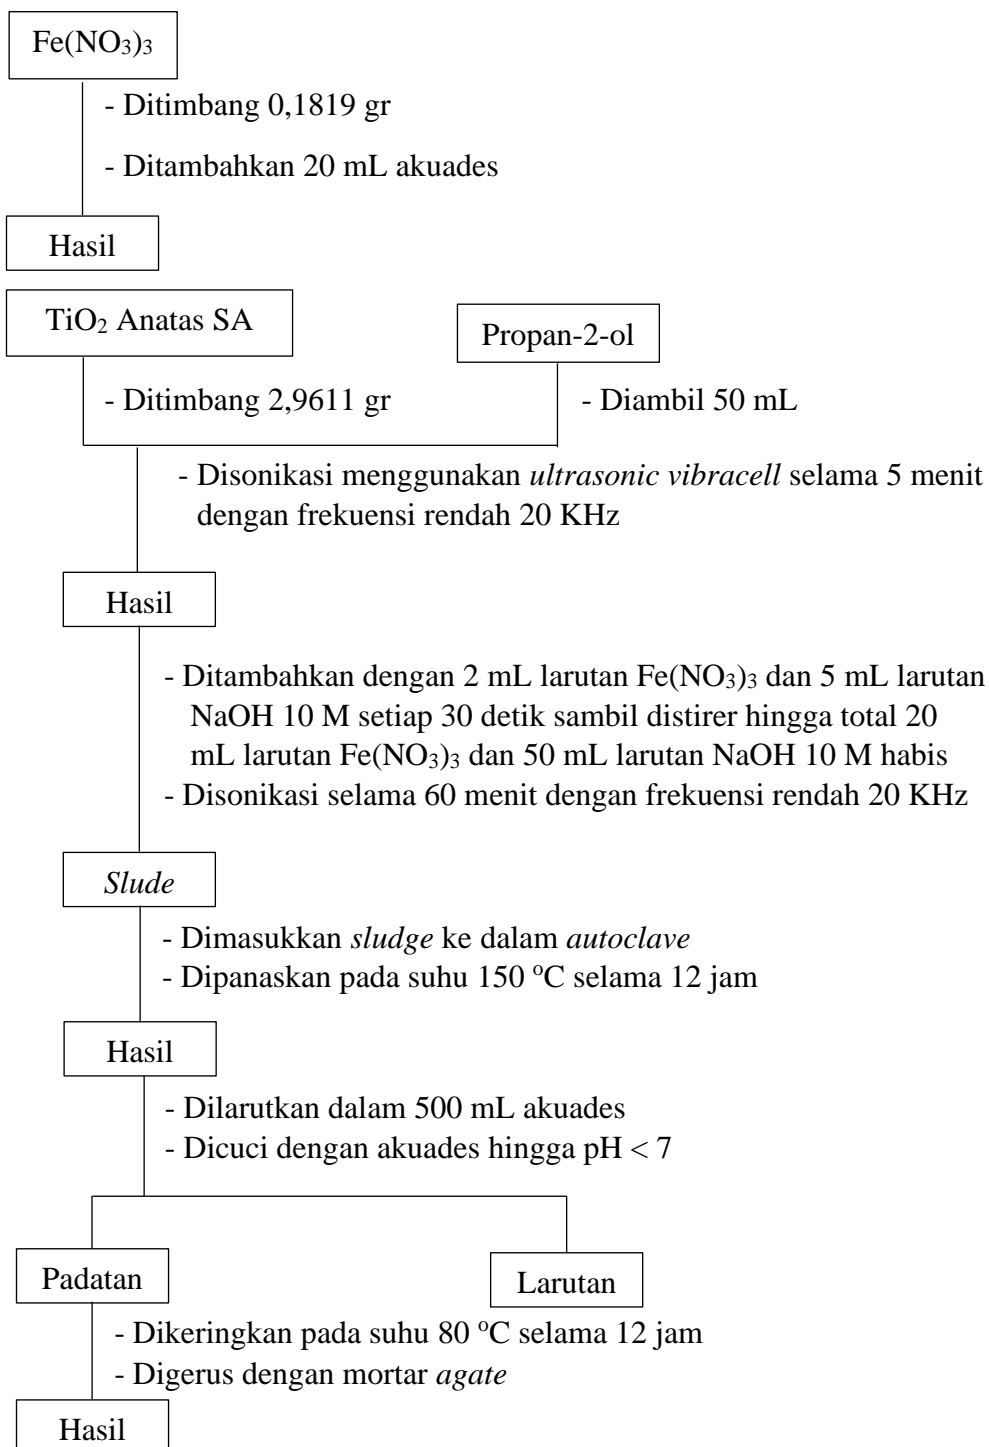 Fe(NO₃)₃
- Ditimbang 0,1819 gr
- Ditambahkan 20 mL akuades
Hasil
TiO₂ Anatas SA
Propan-2-ol
- Ditimbang 2,9611 gr
- Diambil 50 mL
- Disonikasi menggunakan ultrasonic vibracell selama 5 menit
dengan frekuensi rendah 20 KHz
Hasil
- Ditambahkan dengan 2 mL larutan Fe(NO₃)₃ dan 5 mL larutan
NaOH 10 M setiap 30 detik sambil distirer hingga total 20
mL larutan Fe(NO₃)₃ dan 50 mL larutan NaOH 10 M habis
- Disonikasi selama 60 menit dengan frekuensi rendah 20 KHz
Slude
- Dimasukkan sludge ke dalam autoclave
- Dipanaskan pada suhu 150 ᵒC selama 12 jam
Hasil
- Dilarutkan dalam 500 mL akuades
- Dicuci dengan akuades hingga pH < 7
Padatan
Larutan
- Dikeringkan pada suhu 80 ᵒC selama 12 jam
- Digerus dengan mortar agate
Hasil